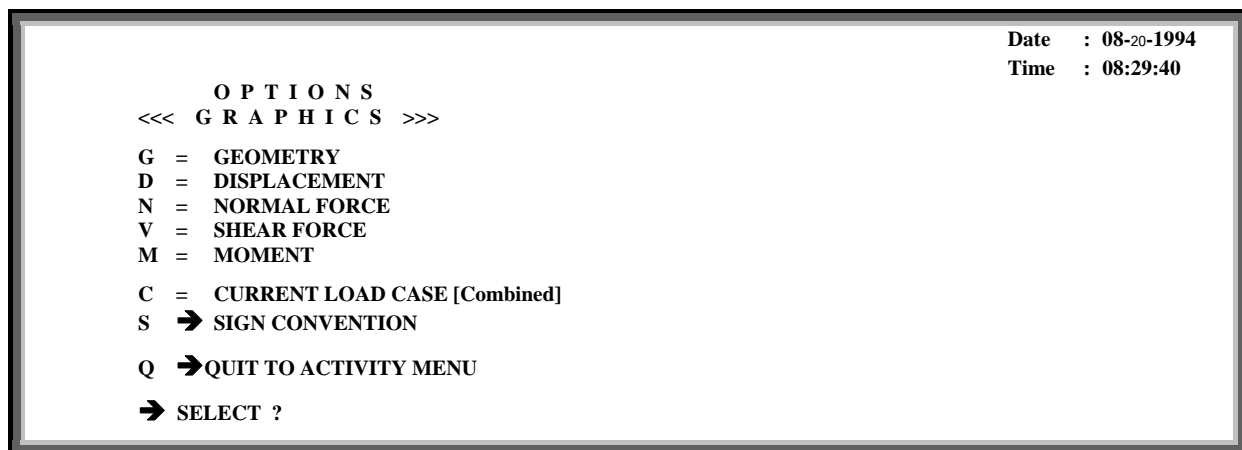 Date : 08-20-1994
Time : 08:29:40
O P T I O N S
<<< G R A P H I C S >>>
G = GEOMETRY
D = DISPLACEMENT
N = NORMAL FORCE
V = SHEAR FORCE
M = MOMENT
C = CURRENT LOAD CASE [Combined]
S ➔ SIGN CONVENTION
Q ➔QUIT TO ACTIVITY MENU
➔ SELECT ?